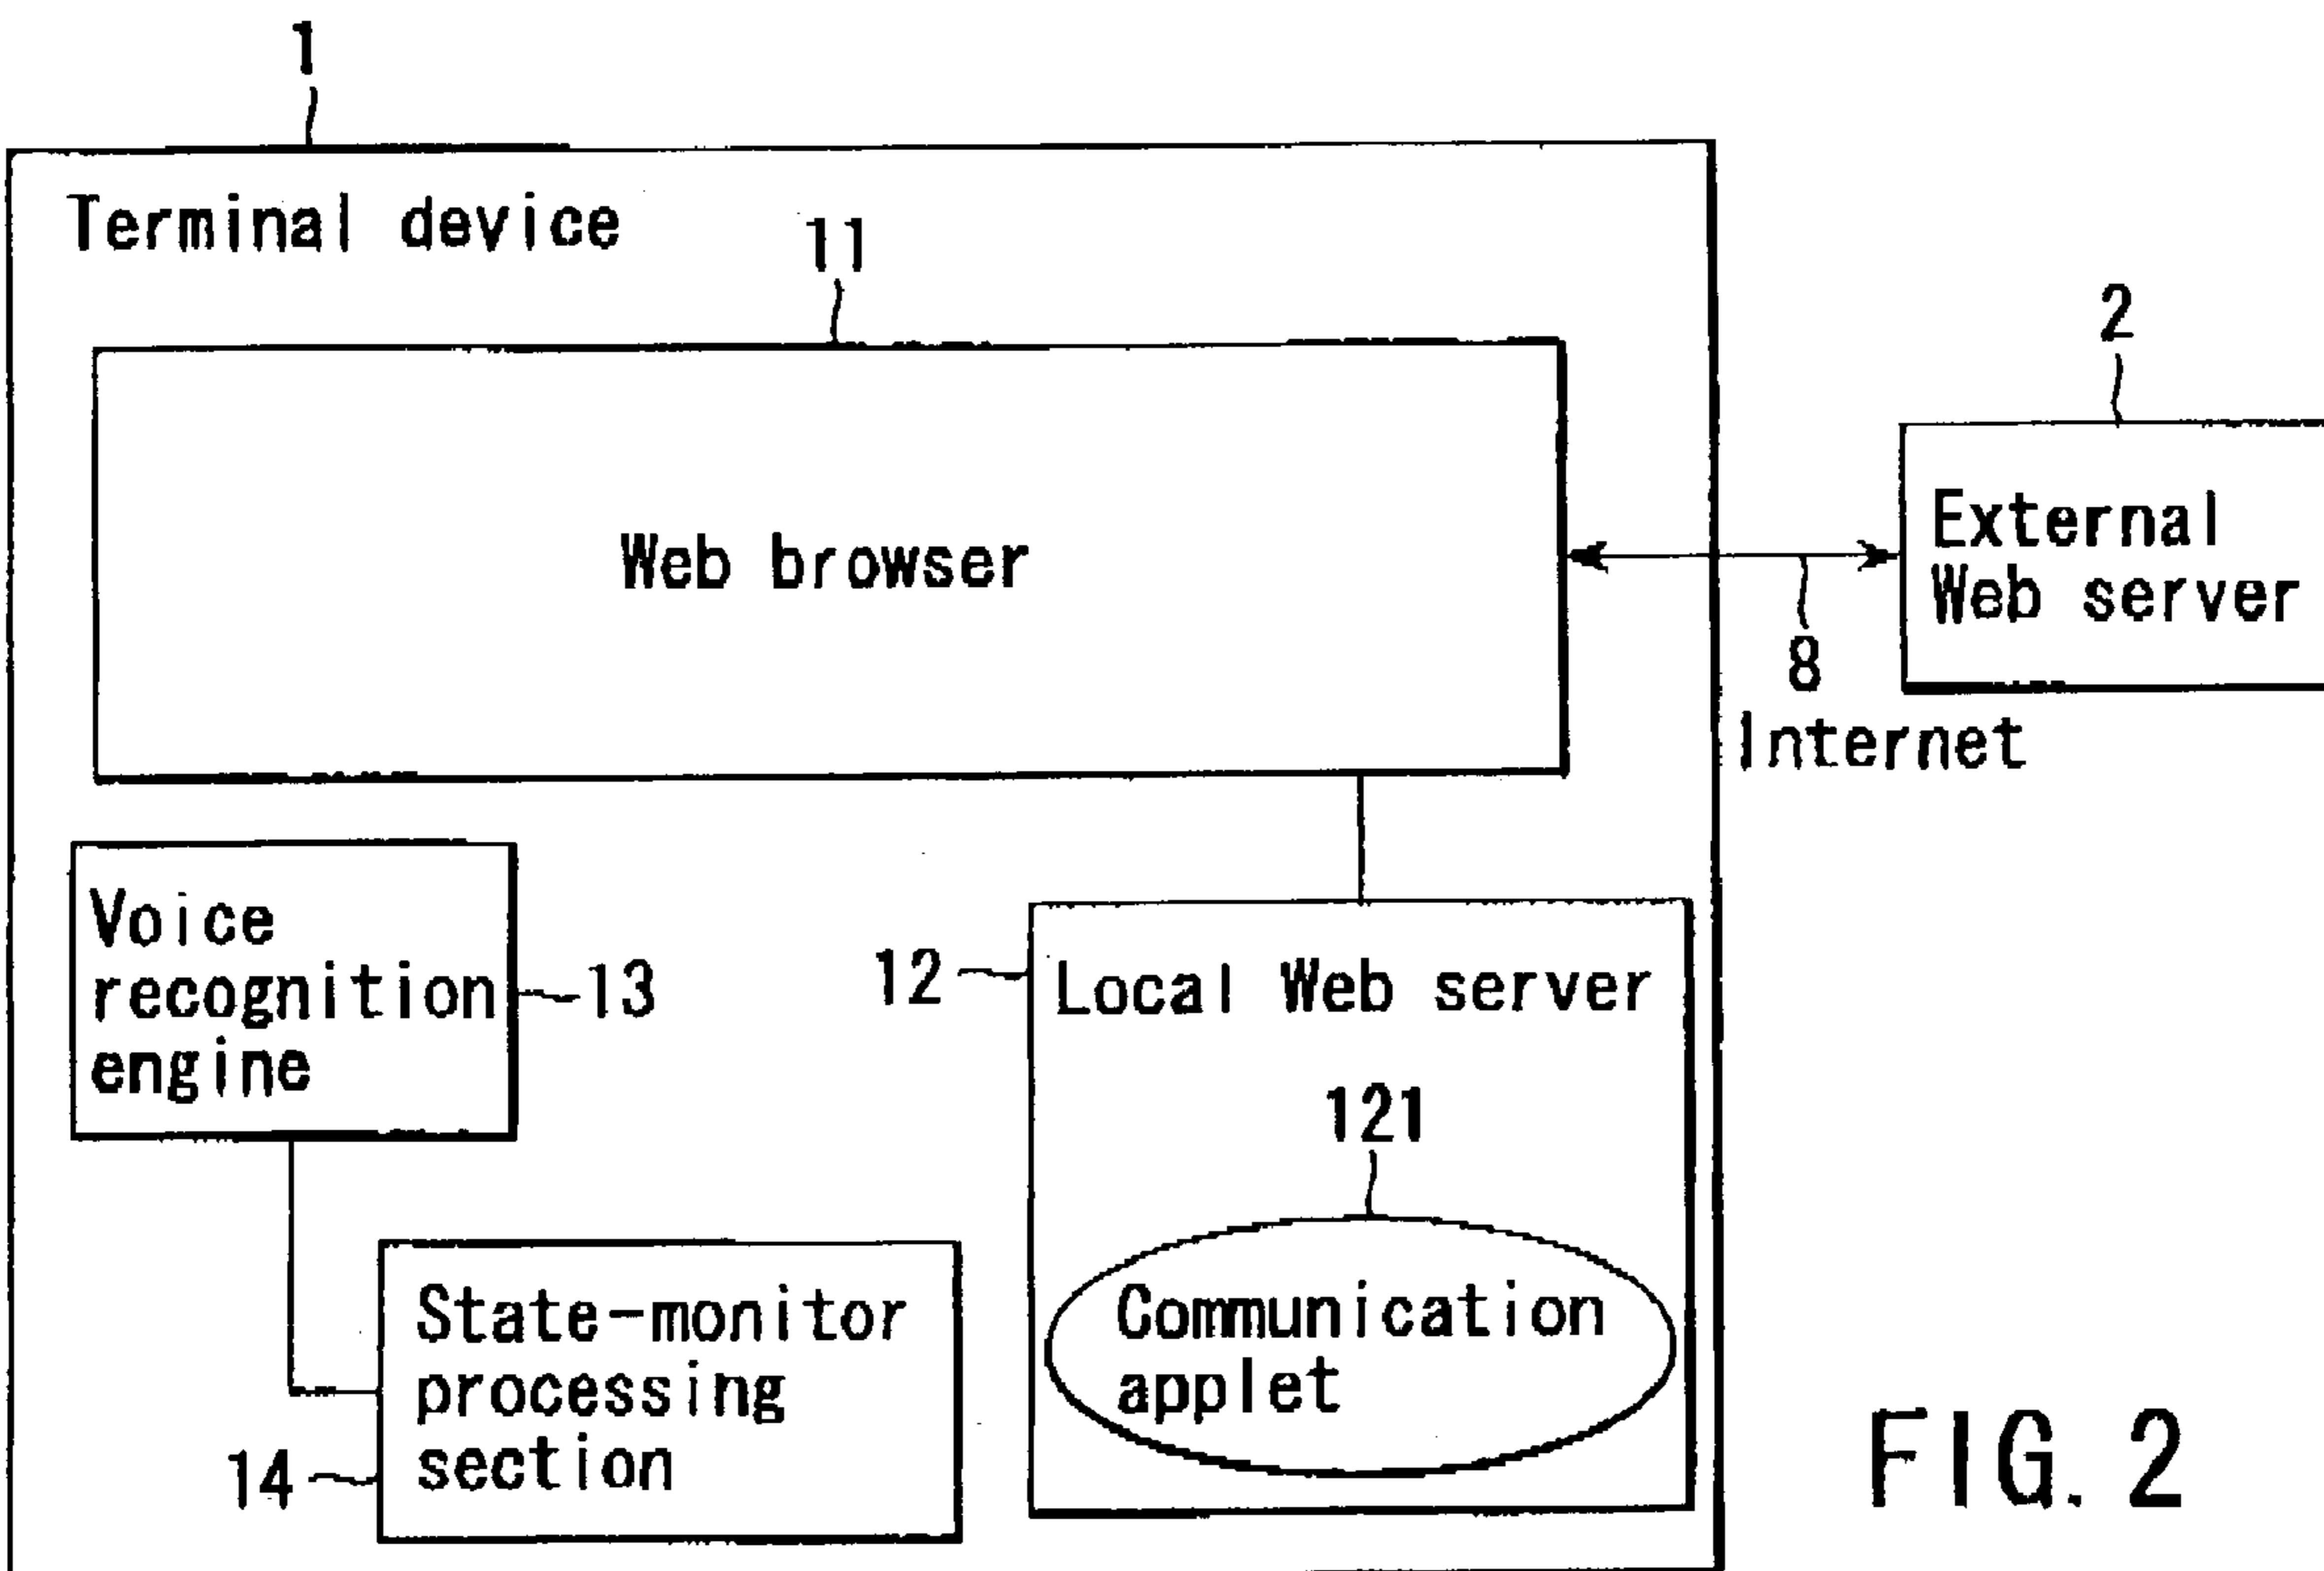 1
Terminal device
11
Web browser
2
External
Web server
8
Internet
Voice
recognition
engine
13
12
Local Web server
121
Communication
applet
State-monitor
processing
section
14
FIG. 2